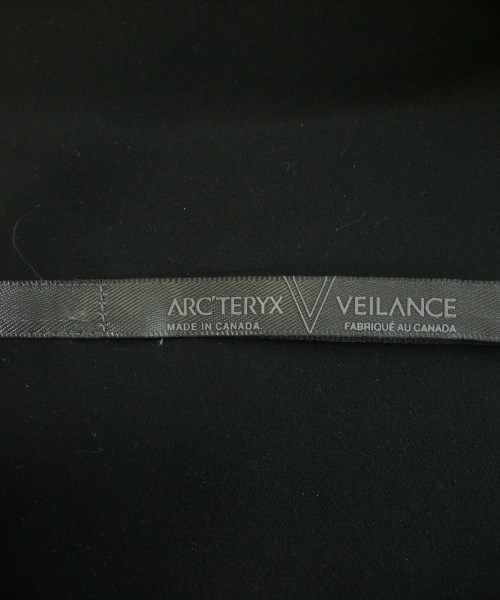 ARC'TERYX V VEILANCE
MADE IN CANADA FABRIQUÉ AU CANADA